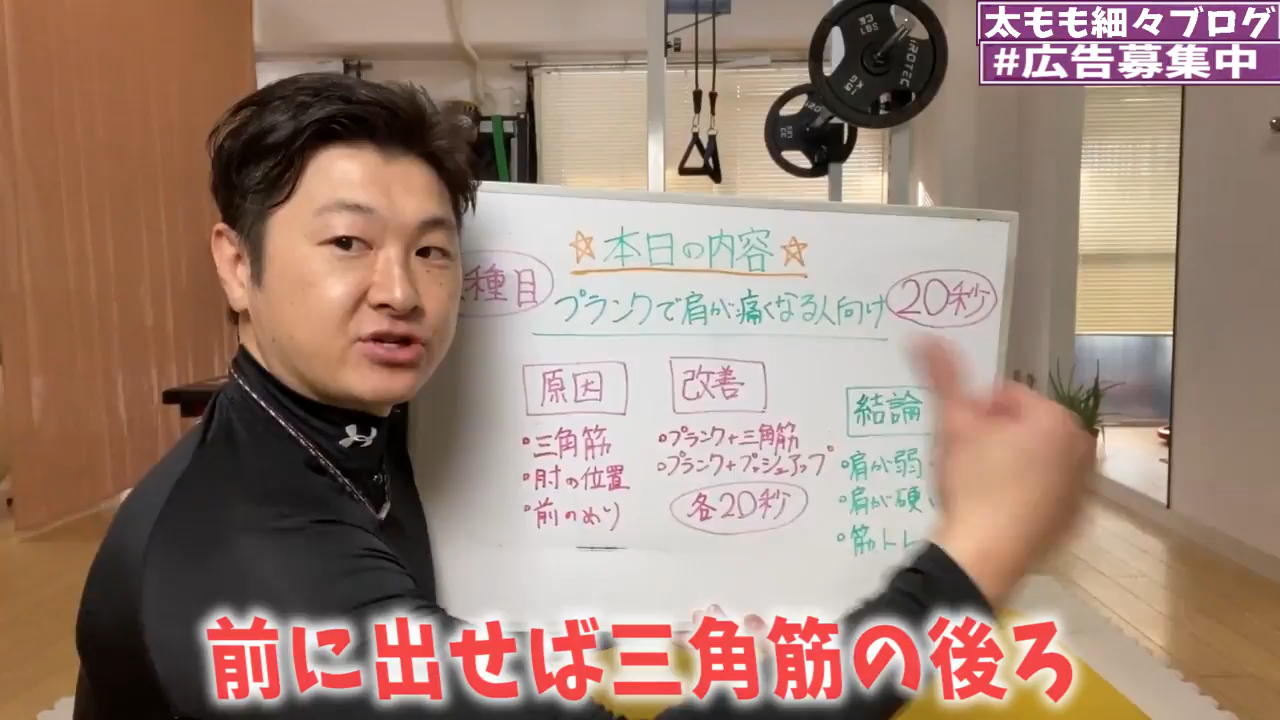 太もも細々ブログ
#広告募集中
☆本日の内容☆
種目
プランクで肩が痛くなる人向け
20秒
原因
・三角筋
・肘の位置
・前のめり
改善
・プランク+三角筋
・プランク+プッシュアップ
各20秒
結論
・肩が弱
・肩が硬い
・筋トレ
前に出せば三角筋の後ろ